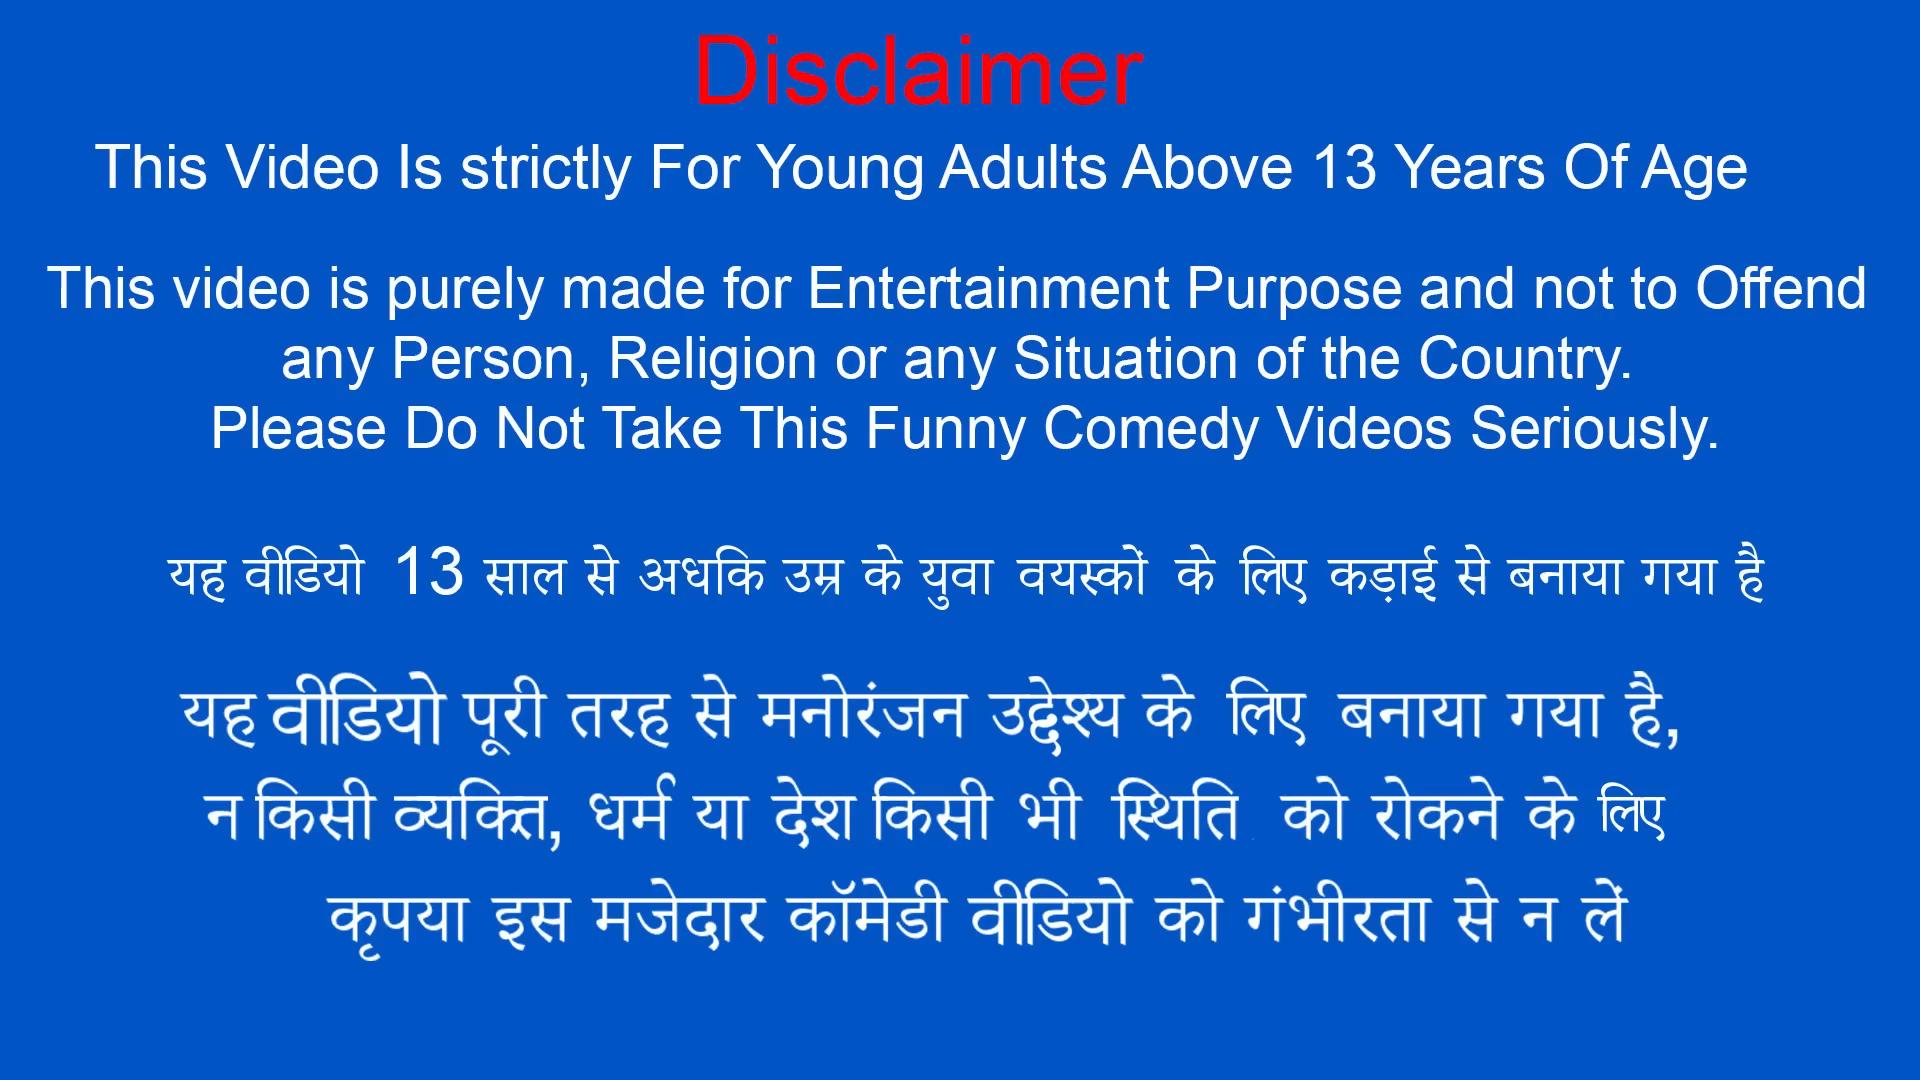 Disclaimer
This Video Is strictly For Young Adults Above 13 Years Of Age
This video is purely made for Entertainment Purpose and not to Offend
any Person, Religion or any Situation of the Country.
Please Do Not Take This Funny Comedy Videos Seriously.
यह वीडियो 13 साल से अधकि उम्र के युवा वयस्कों के लिए कड़ाई से बनाया गया है
यह वीडियो पूरी तरह से मनोरंजन उद्देश्य के लिए बनाया गया है,
न किसी व्यक्ति, धर्म या देश किसी भी स्थिति को रोकने के लिए
कृपया इस मजेदार कॉमेडी वीडियो को गंभीरता से न लें